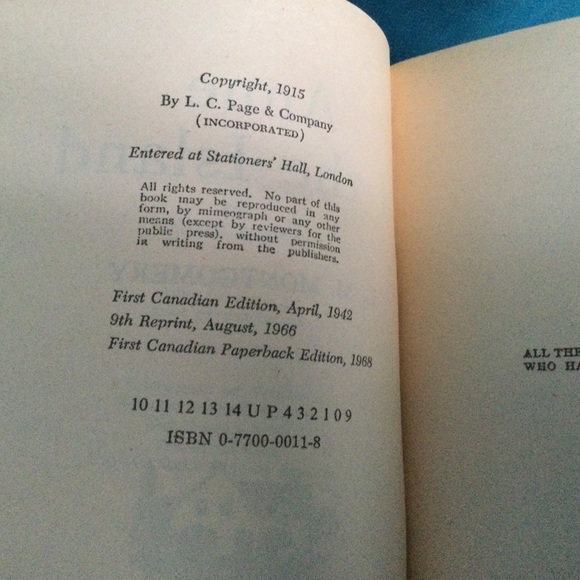 Copyright, 1915
By L. C. Page & Company
(INCORPORATED)
Entered at Stationers' Hall, London
All rights reserved. No part of this
book may be reproduced in any
form, by mimeograph or any other
means (except by reviewers for the
public press). without permission
in writing from the publishers.
MONTGOMERY
First Canadian Edition, April, 1942
9th Reprint, August, 1966
First Canadian Paperback Edition, 1968
10 11 12 13 14 U P 4 3 2 1 0 9
ISBN 0-7700-0011-8
ALL THE
WHO HA